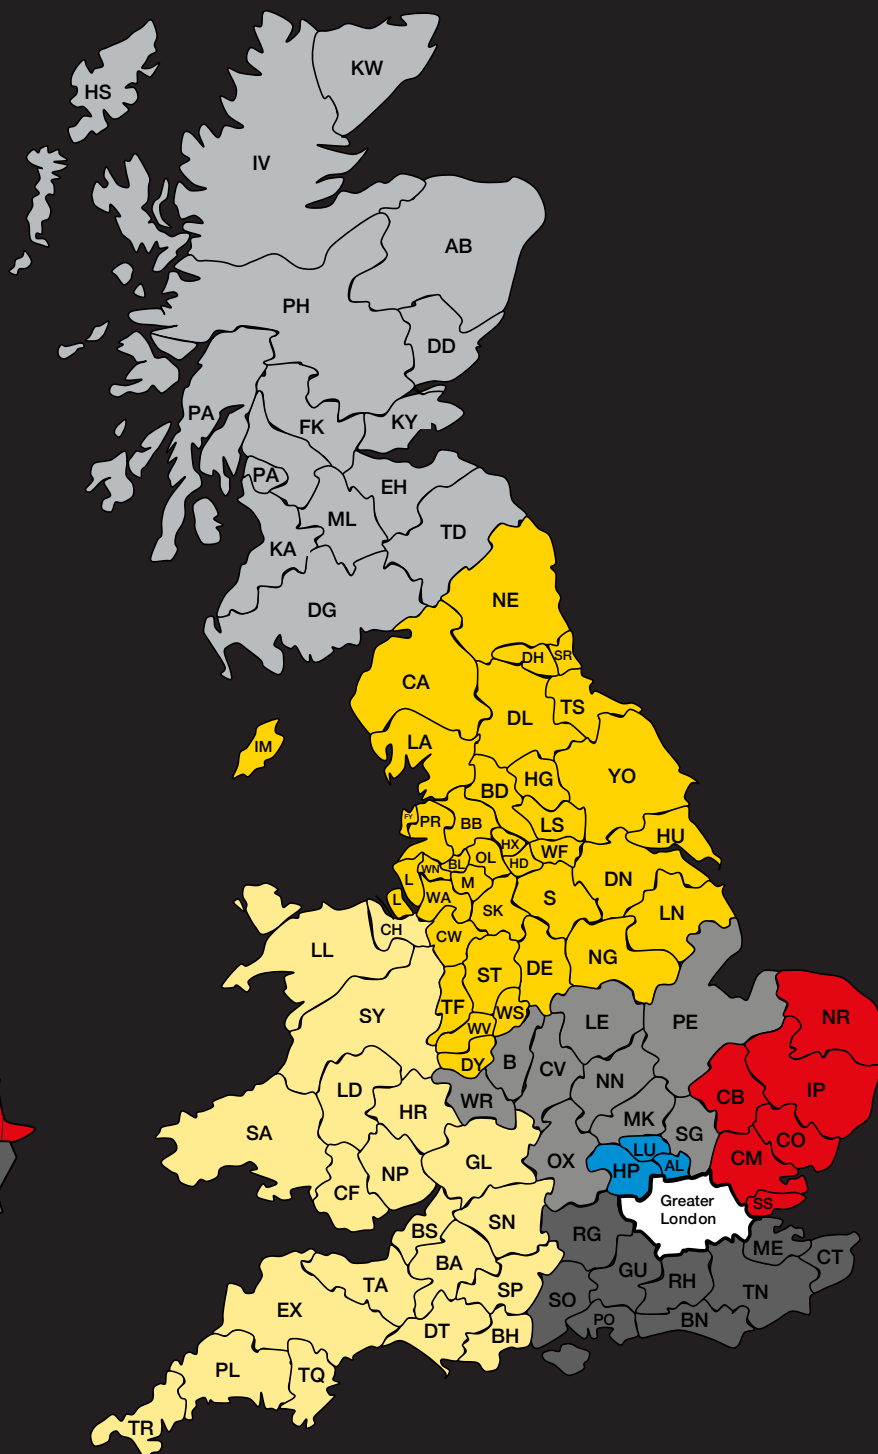 KW
HS
IV
AB
PH
DD
PA
KY
FK
PA
EH
ML
TD
KA
NE
DG
DH
SR
CA
TS
DL
LA
IM
YO
HG
BD
FY
PR
BB
LS
HU
HX
WF
OL
HD
BL
WN
DN
L
M
WA
S
L
SK
LN
CH
CW
LL
NG
DE
ST
TF
WS
SY
NR
LE
PE
WV
B
DY
CV
NN
LD
IP
CB
WR
HR
MK
SA
SG
CO
LU
GL
OX
CM
AL
HP
NP
CF
Greater
London
SS
SN
BS
RG
ME
CT
BA
GU
RH
TA
SP
TN
SO
EX
PO
BN
DT
BH
PL
TQ
TR